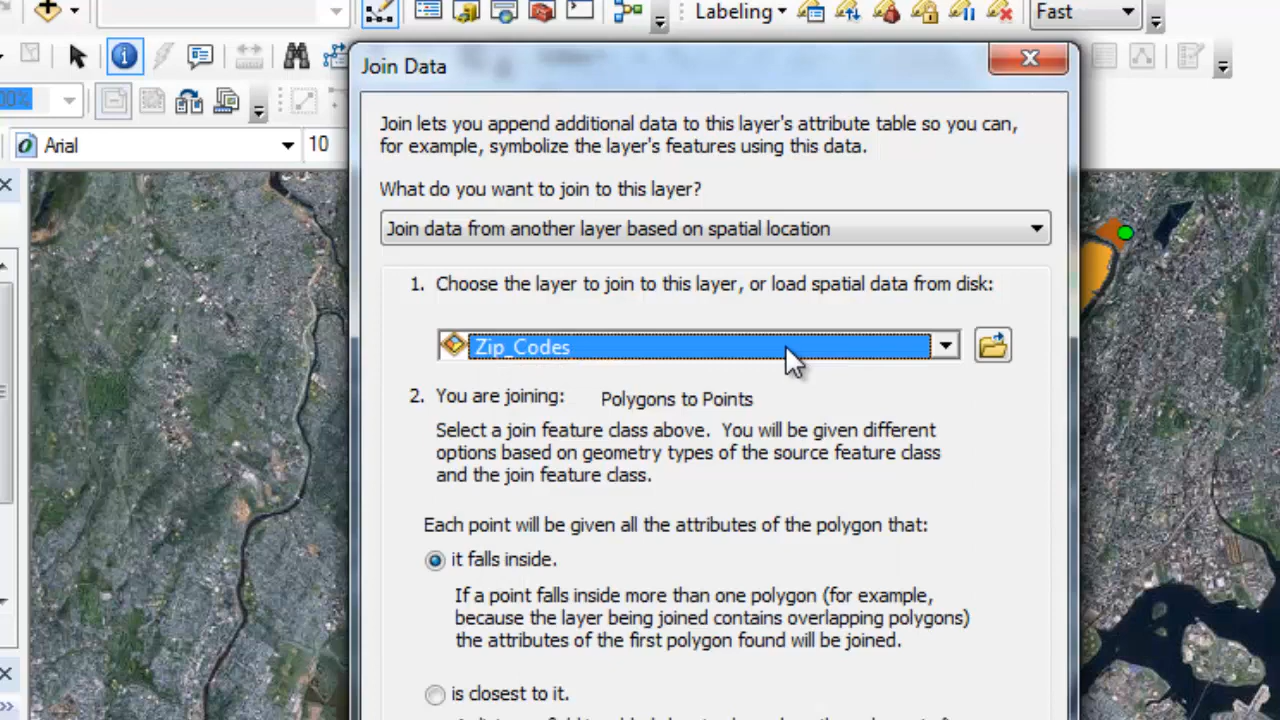 Labeling
Fast
Join Data
Arial
10
Join lets you append additional data to this layer's attribute table so you can,
for example, symbolize the layer's features using this data.
What do you want to join to this layer?
Join data from another layer based on spatial location
1. Choose the layer to join to this layer, or load spatial data from disk:
Zip_Codes
2. You are joining: Polygons to Points
Select a join feature class above. You will be given different
options based on geometry types of the source feature class
and the join feature class.
Each point will be given all the attributes of the polygon that:
it falls inside.
If a point falls inside more than one polygon (for example,
because the layer being joined contains overlapping polygons)
the attributes of the first polygon found will be joined.
is closest to it.